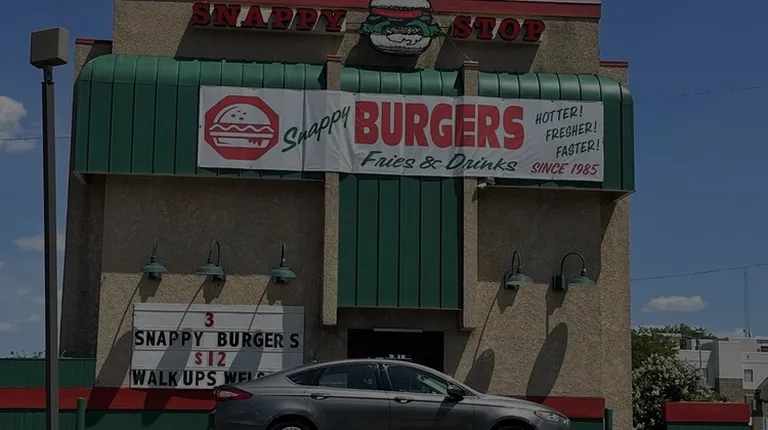 SNAPPY STOP
Snappy BURGERS
Fries & Drinks
HOTTER!
FRESHER!
FASTER!
SINCE 1985
3
SNAPPY BURGERS
$12
WALK UPS